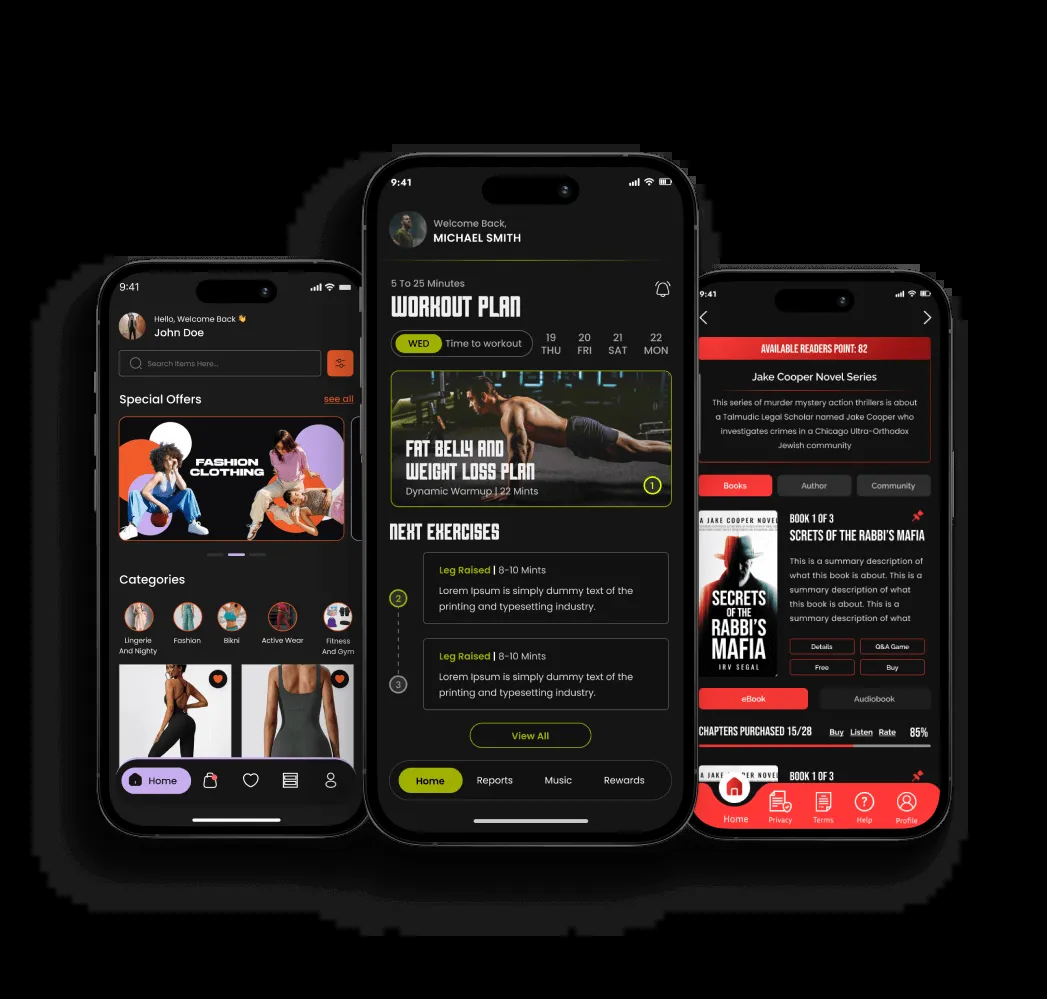 9:41
Hello, Welcome Back 👋
John Doe
Search Items Here...
Special Offers
see all
FASHION
CLOTHING
Categories
Lingerie
And Nighty
Fashion
Bikni
Active Wear
Fitness
And Gym
Home
9:41
Welcome Back,
MICHAEL SMITH
5 To 25 Minutes
WORKOUT PLAN
WED
Time to workout
19
THU
20
FRI
21
SAT
22
MON
FAT BELLY AND
WEIGHT LOSS PLAN
Dynamic Warmup | 22 Mints
1
NEXT EXERCISES
2
Leg Raised | 8-10 Mints
Lorem Ipsum is simply dummy text of the
printing and typesetting industry.
3
Leg Raised | 8-10 Mints
Lorem Ipsum is simply dummy text of the
printing and typesetting industry.
View All
Home
Reports
Music
Rewards
9:41
AVAILABLE READERS POINT: 82
Jake Cooper Novel Series
This series of murder mystery action thrillers is about
a Talmudic Legal Scholar named Jake Cooper who
investigates crimes in a Chicago Ultra-Orthodox
Jewish community
Books
Author
Community
A JAKE COOPER NOVEL
SECRETS
OF THE
RABBI'S
MAFIA
IRV SEGAL
BOOK 1 OF 3
SCRETS OF THE RABBI'S MAFIA
This is a summary description of
what this book is about. This is a
summary description of what
this book is about. This is a
summary description of what
Details
Q&A Game
Free
Buy
eBook
Audiobook
CHAPTERS PURCHASED 15/28
Buy
Listen
Rate
85%
A JAKE COOPER NOVEL
BOOK 1 OF 3
Home
Privacy
Terms
Help
Profile